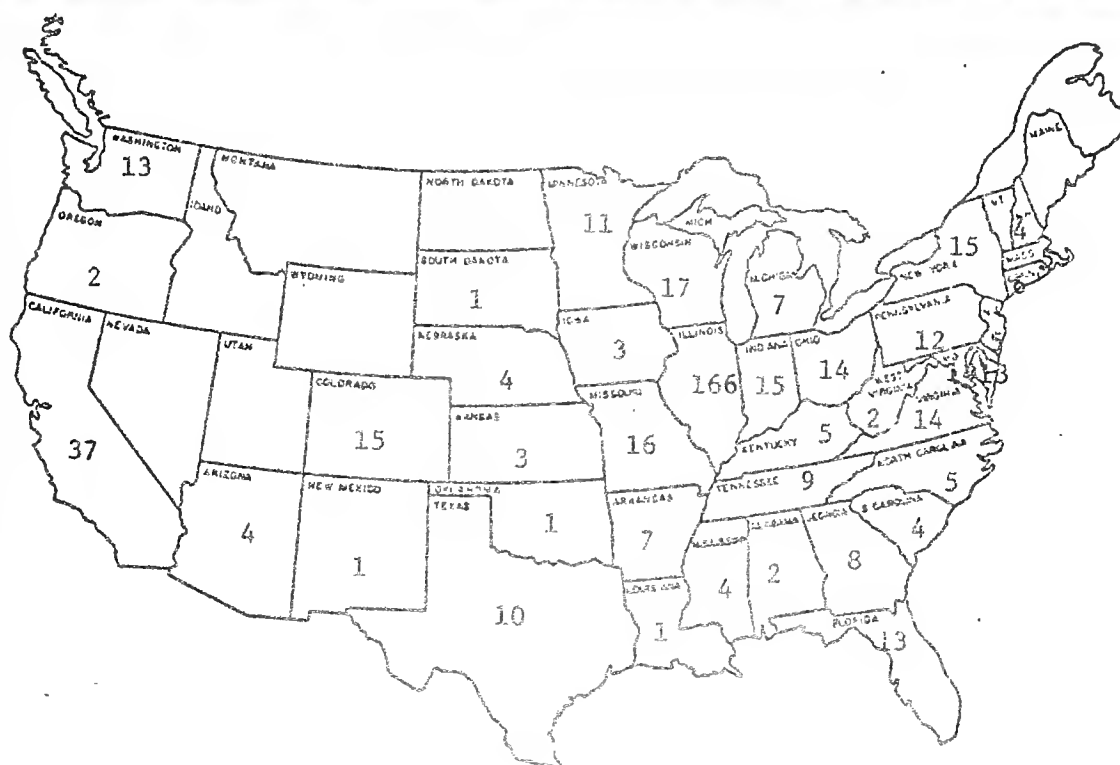 WASHINGTON
13
MONTANA
NORTH DAKOTA
MINNESOTA
11
MAINE
IDAHO
OREGON
2
VT.
4
15
NEW YORK
MASS
MICH
WISCONSIN
17
MICHIGAN
7
SOUTH DAKOTA
1
WYOMING
CALIFORNIA
37
NEVADA
UTAH
NEBRASKA
4
IOWA
3
ILLINOIS
166
INDIANA
15
OHIO
14
PENNSYLVANIA
12
COLORADO
15
KANSAS
3
MISSOURI
16
KENTUCKY
5
WEST
VIRGINIA
2
VIRGINIA
14
NORTH CAROLINA
5
TENNESSEE
9
ARIZONA
4
NEW MEXICO
1
OKLAHOMA
1
TEXAS
10
ARKANSAS
7
MISSISSIPPI
4
ALABAMA
2
GEORGIA
8
S CAROLINA
4
LOUISIANA
1
FLORIDA
13